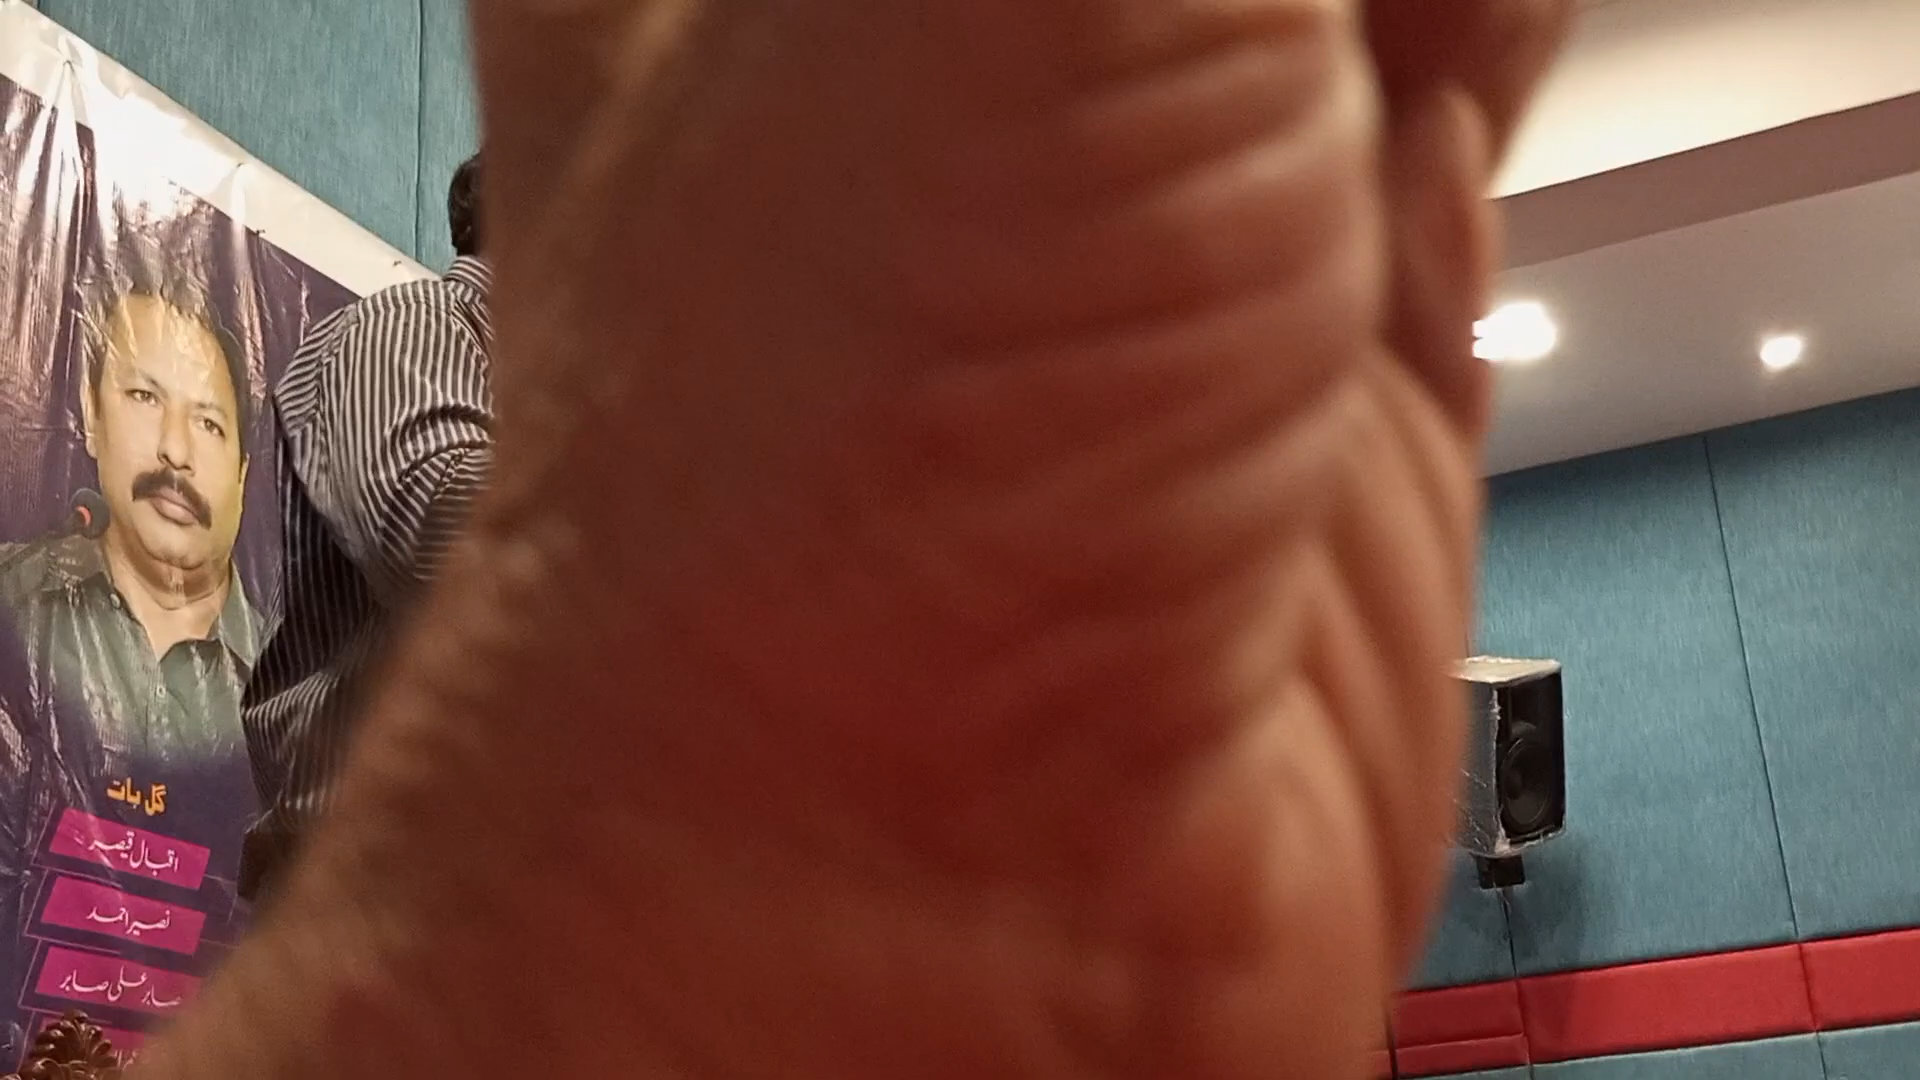 گل بات
اقبال قیصر
نصیر احمد
صابر علی صابر